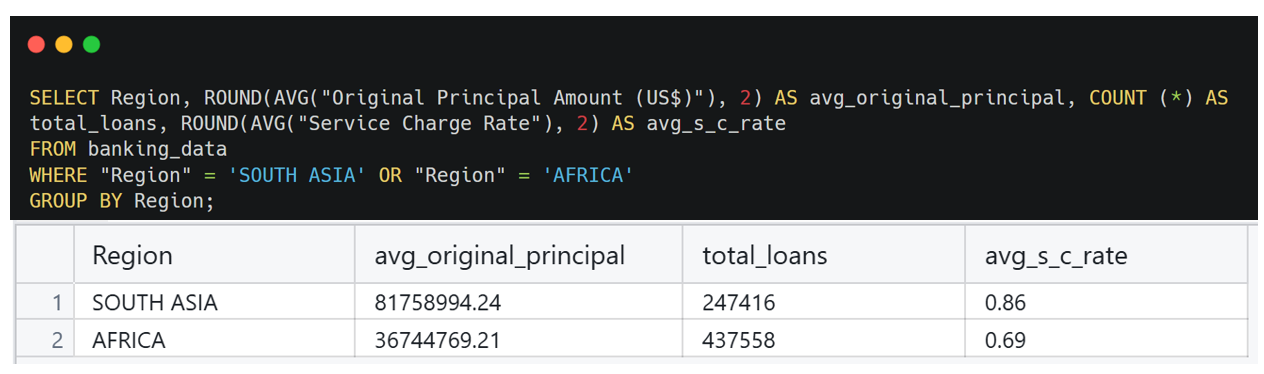 SELECT Region, ROUND(AVG("Original Principal Amount (US$)"), 2) AS avg_original_principal, COUNT (*) AS
total_loans, ROUND(AVG("Service Charge Rate"), 2) AS avg_s_c_rate
FROM banking_data
WHERE "Region" = 'SOUTH ASIA' OR "Region" = 'AFRICA'
GROUP BY Region;
Region avg_original_principal total_loans avg_s_c_rate
1 SOUTH ASIA 81758994.24 247416 0.86
2 AFRICA 36744769.21 437558 0.69